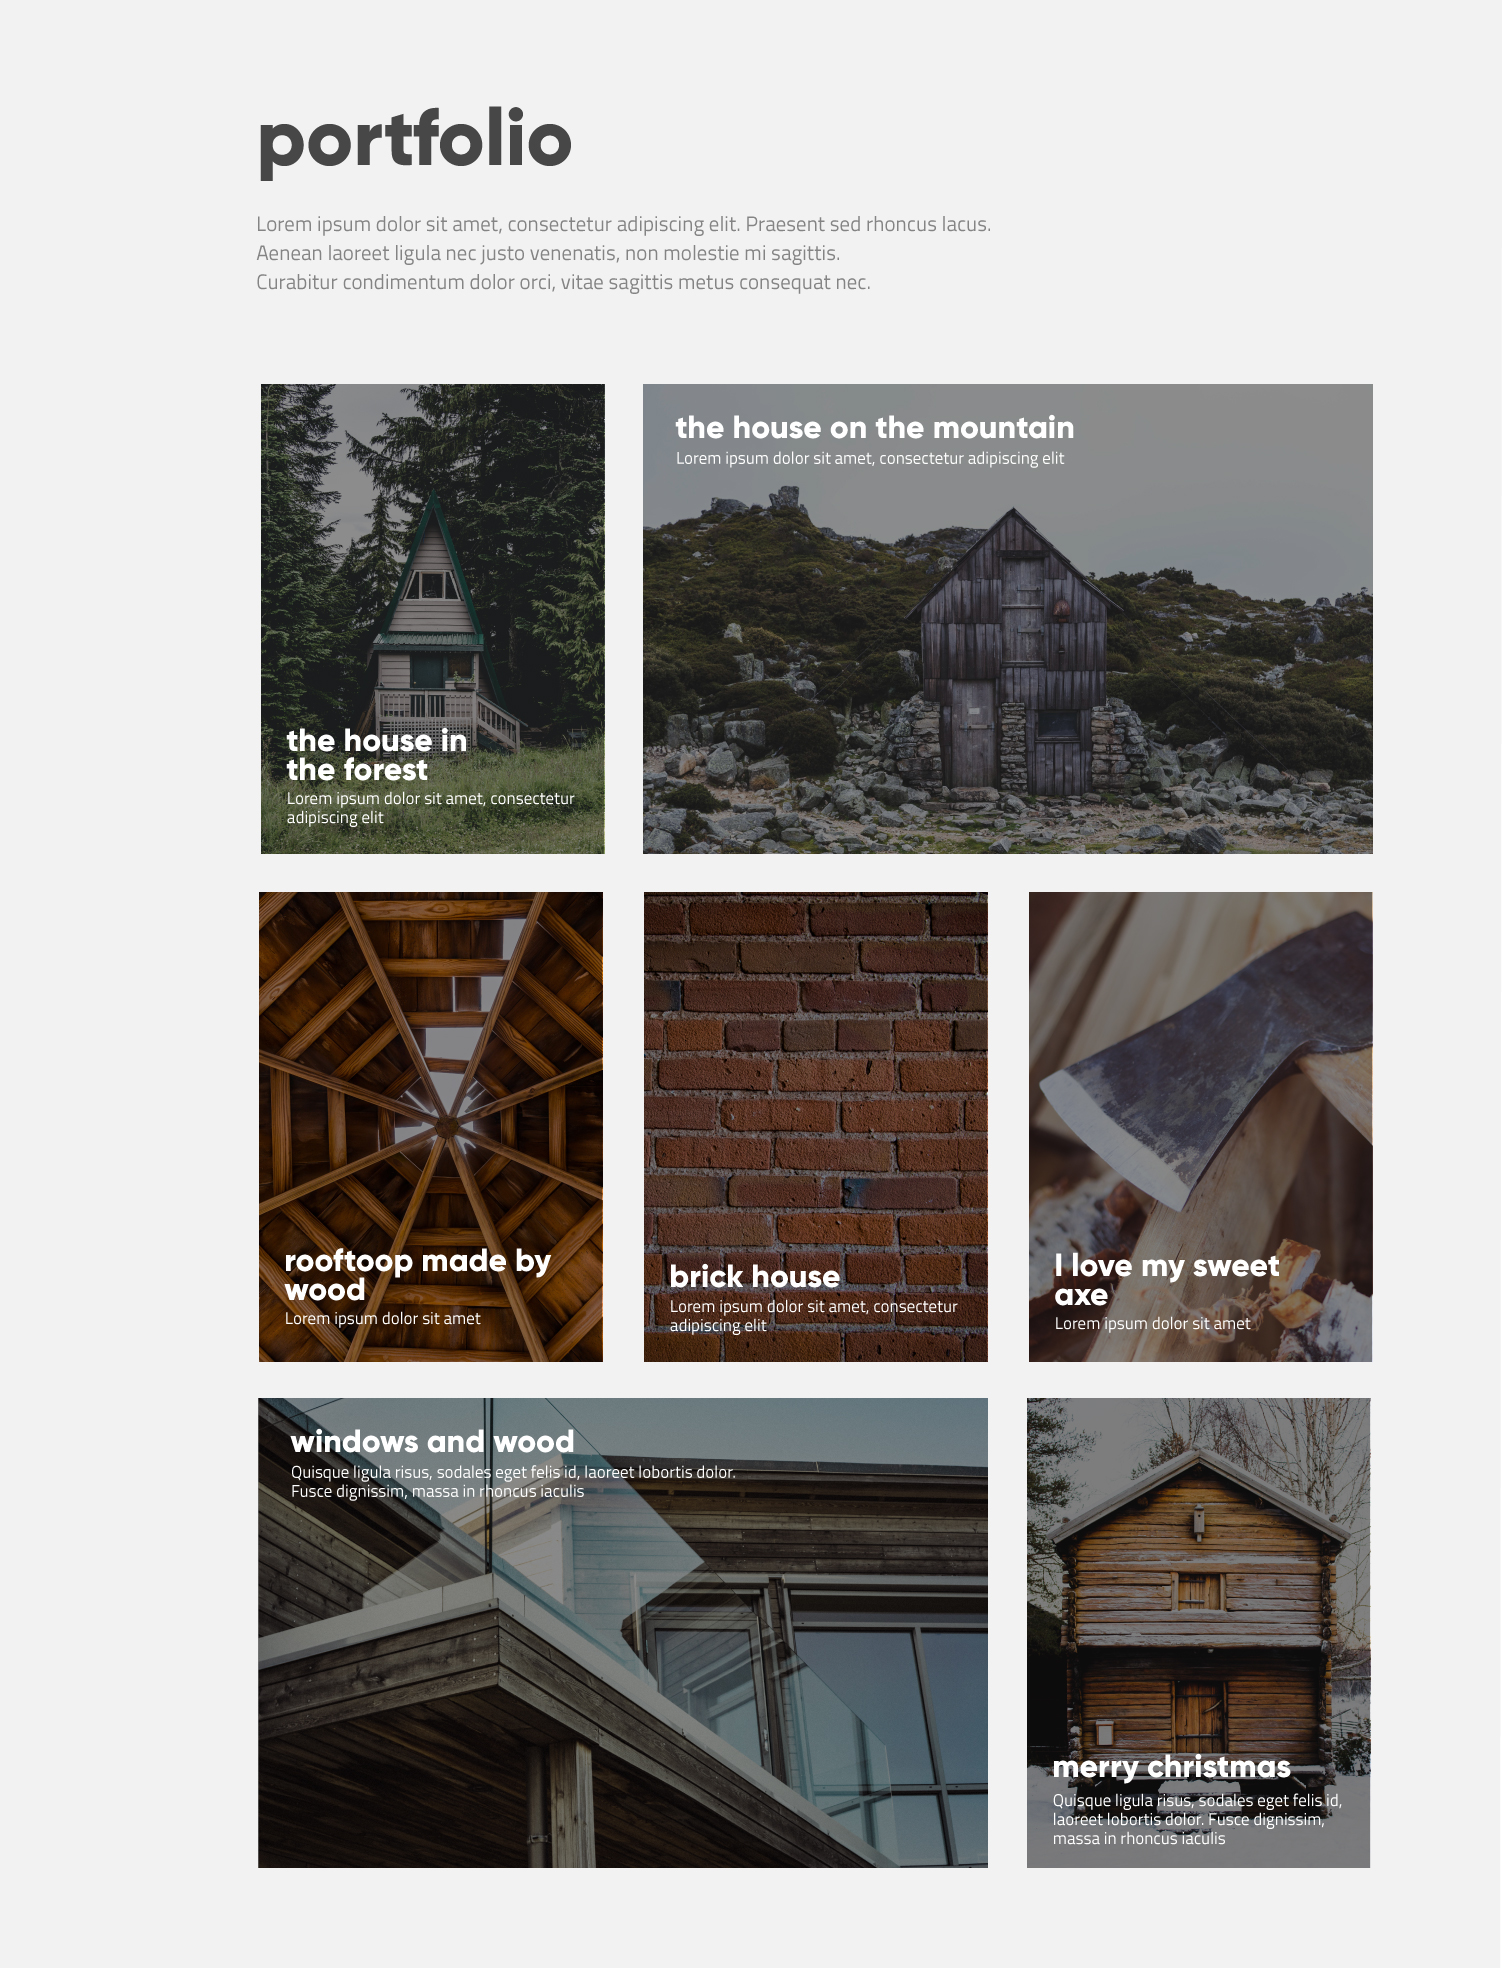 portfolio
Lorem ipsum dolor sit amet, consectetur adipiscing elit. Praesent sed rhoncus lacus.
Aenean laoreet ligula nec justo venenatis, non molestie mi sagittis.
Curabitur condimentum dolor orci, vitae sagittis metus consequat nec.
the house in
the forest
Lorem ipsum dolor sit amet, consectetur
adipiscing elit
the house on the mountain
Lorem ipsum dolor sit amet, consectetur adipiscing elit
rooftoop made by
wood
Lorem ipsum dolor sit amet
brick house
Lorem ipsum dolor sit amet, consectetur
adipiscing elit
I love my sweet
axe
Lorem ipsum dolor sit amet
windows and wood
Quisque ligula risus, sodales eget felis id, laoreet lobortis dolor.
Fusce dignissim, massa in rhoncus iaculis
merry christmas
Quisque ligula risus, sodales eget felis id,
laoreet lobortis dolor. Fusce dignissim,
massa in rhoncus iaculis